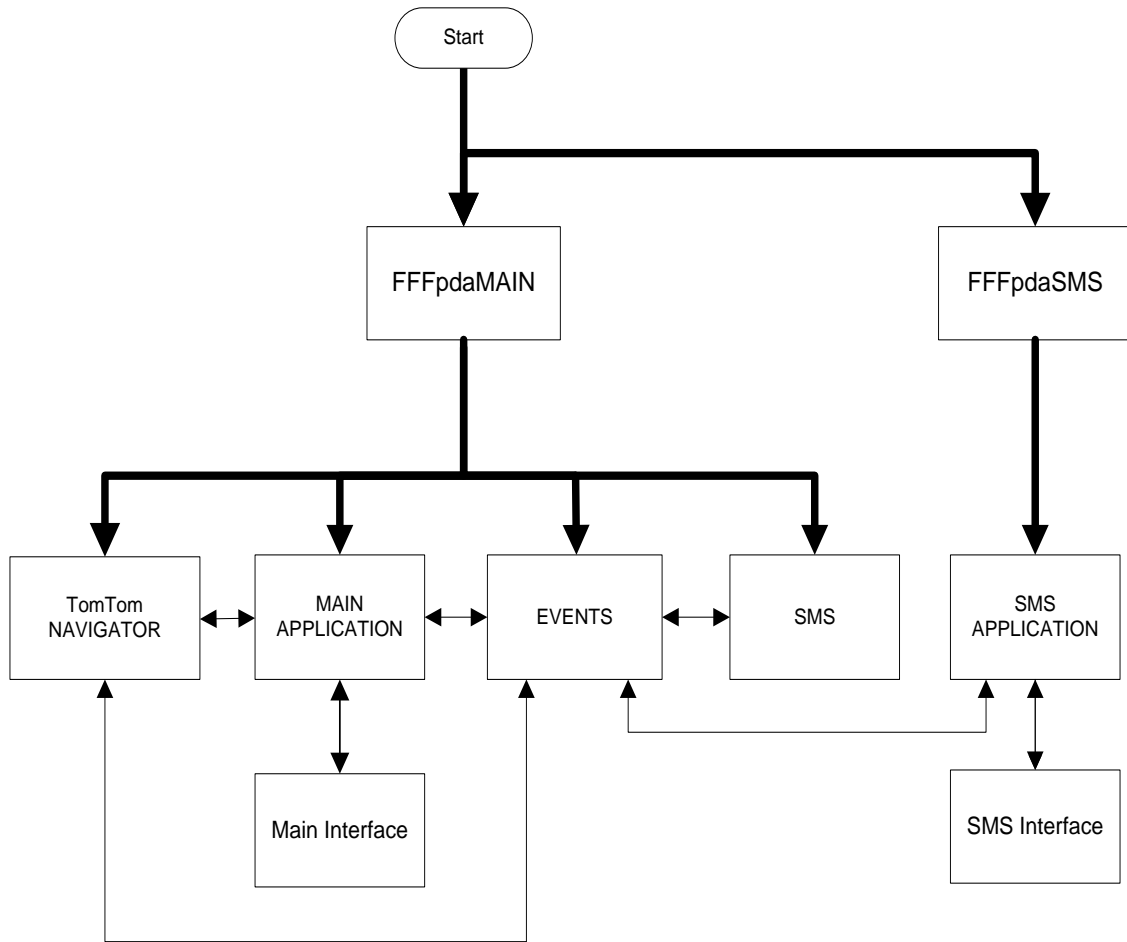 Start
FFFpdaMAIN
FFFpdaSMS
TomTom
NAVIGATOR
MAIN
APPLICATION
EVENTS
SMS
SMS
APPLICATION
Main Interface
SMS Interface